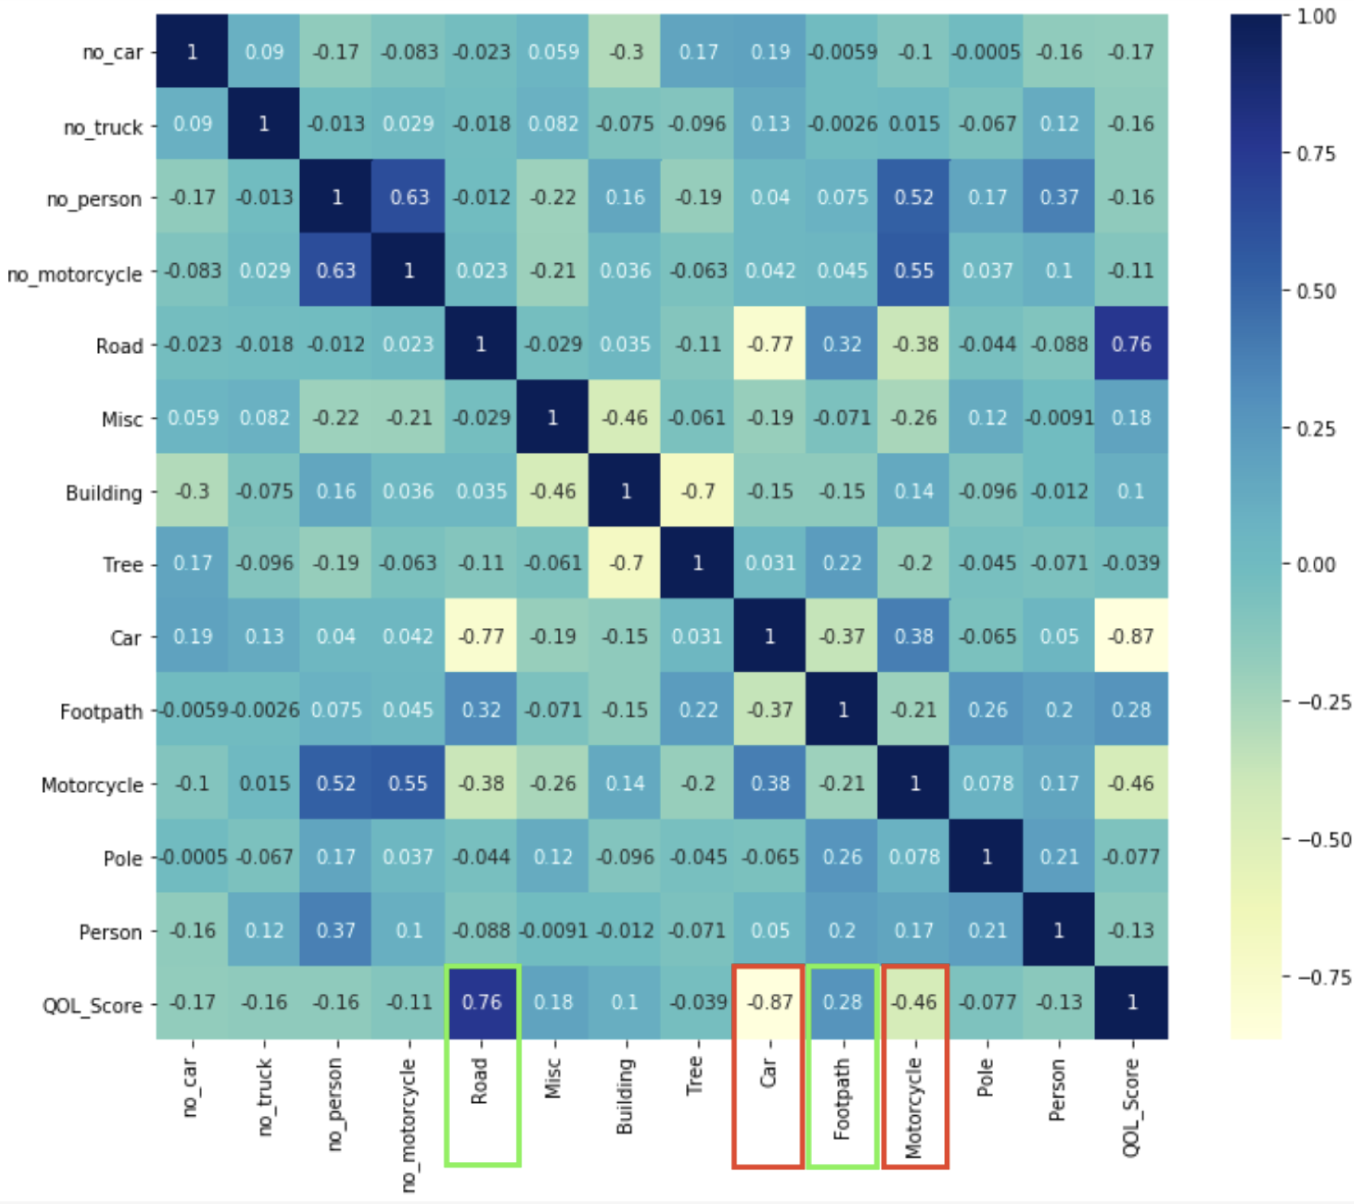 no_car 1 0.09 -0.17 -0.083 -0.023 0.059 -0.3 0.17 0.19 -0.0059 -0.1 -0.0005 -0.16 -0.17
no_truck 0.09 1 -0.013 0.029 -0.018 0.082 -0.075 -0.096 0.13 -0.0026 0.015 -0.067 0.12 -0.16
no_person -0.17 -0.013 1 0.63 -0.012 -0.22 0.16 -0.19 0.04 0.075 0.52 0.17 0.37 -0.16
no_motorcycle -0.083 0.029 0.63 1 0.023 -0.21 0.036 -0.063 0.042 0.045 0.55 0.037 0.1 -0.11
Road -0.023 -0.018 -0.012 0.023 1 -0.029 0.035 -0.11 -0.77 0.32 -0.38 -0.044 -0.088 0.76
Misc 0.059 0.082 -0.22 -0.21 -0.029 1 -0.46 -0.061 -0.19 -0.071 -0.26 0.12 -0.0091 0.18
Building -0.3 -0.075 0.16 0.036 0.035 -0.46 1 -0.7 -0.15 -0.15 0.14 -0.096 -0.012 0.1
Tree 0.17 -0.096 -0.19 -0.063 -0.11 -0.061 -0.7 1 0.031 0.22 -0.2 -0.045 -0.071 -0.039
Car 0.19 0.13 0.04 0.042 -0.77 -0.19 -0.15 0.031 1 -0.37 0.38 -0.065 0.05 -0.87
Footpath -0.0059 -0.0026 0.075 0.045 0.32 -0.071 -0.15 0.22 -0.37 1 -0.21 0.26 0.2 0.28
Motorcycle -0.1 0.015 0.52 0.55 -0.38 -0.26 0.14 -0.2 0.38 -0.21 1 0.078 0.17 -0.46
Pole -0.0005 -0.067 0.17 0.037 -0.044 0.12 -0.096 -0.045 -0.065 0.26 0.078 1 0.21 -0.077
Person -0.16 0.12 0.37 0.1 -0.088 -0.0091 -0.012 -0.071 0.05 0.2 0.17 0.21 1 -0.13
QOL_Score -0.17 -0.16 -0.16 -0.11 0.76 0.18 0.1 -0.039 -0.87 0.28 -0.46 -0.077 -0.13 1
no_car
no_truck
no_person
no_motorcycle
Road
Misc
Building
Tree
Car
Footpath
Motorcycle
Pole
Person
QOL_Score
1.00
0.75
0.50
0.25
0.00
−0.25
−0.50
−0.75